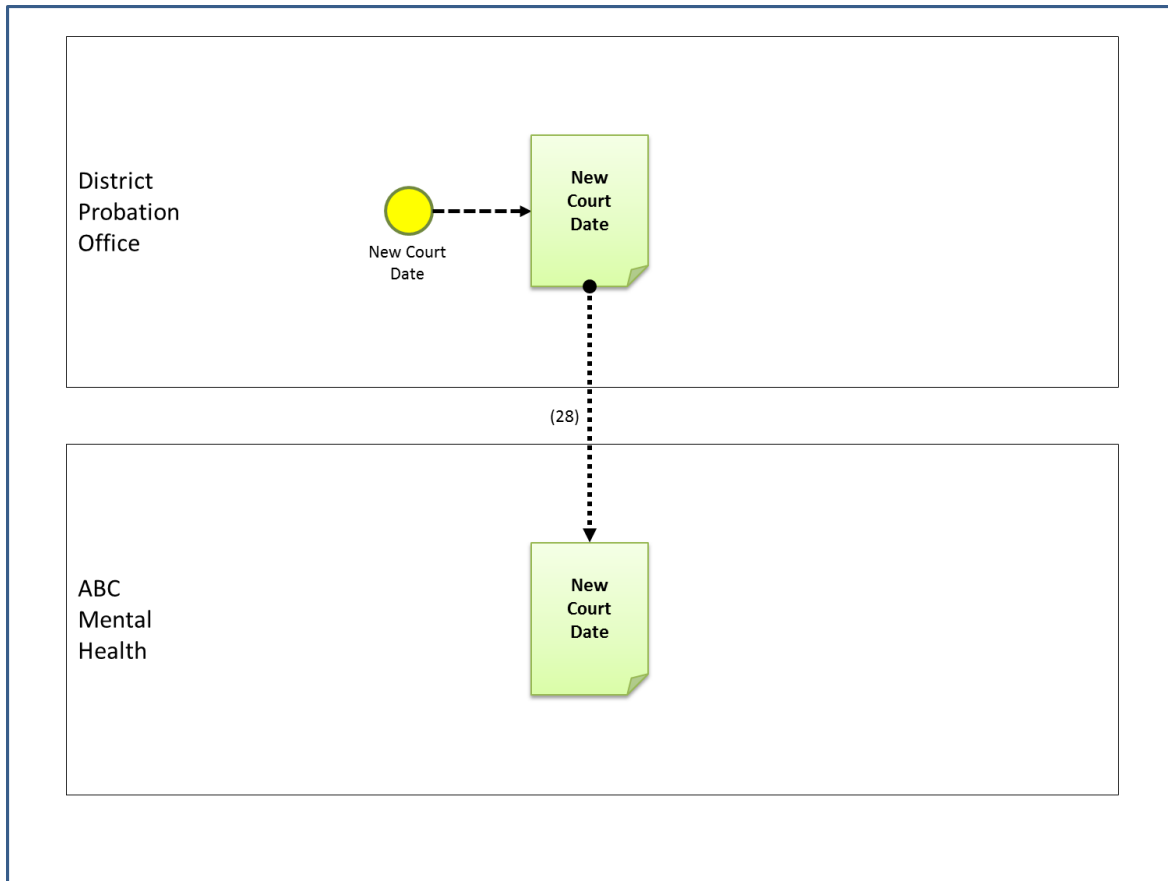 District
Probation
Office
New Court
Date
New
Court
Date
(28)
ABC
Mental
Health
New
Court
Date